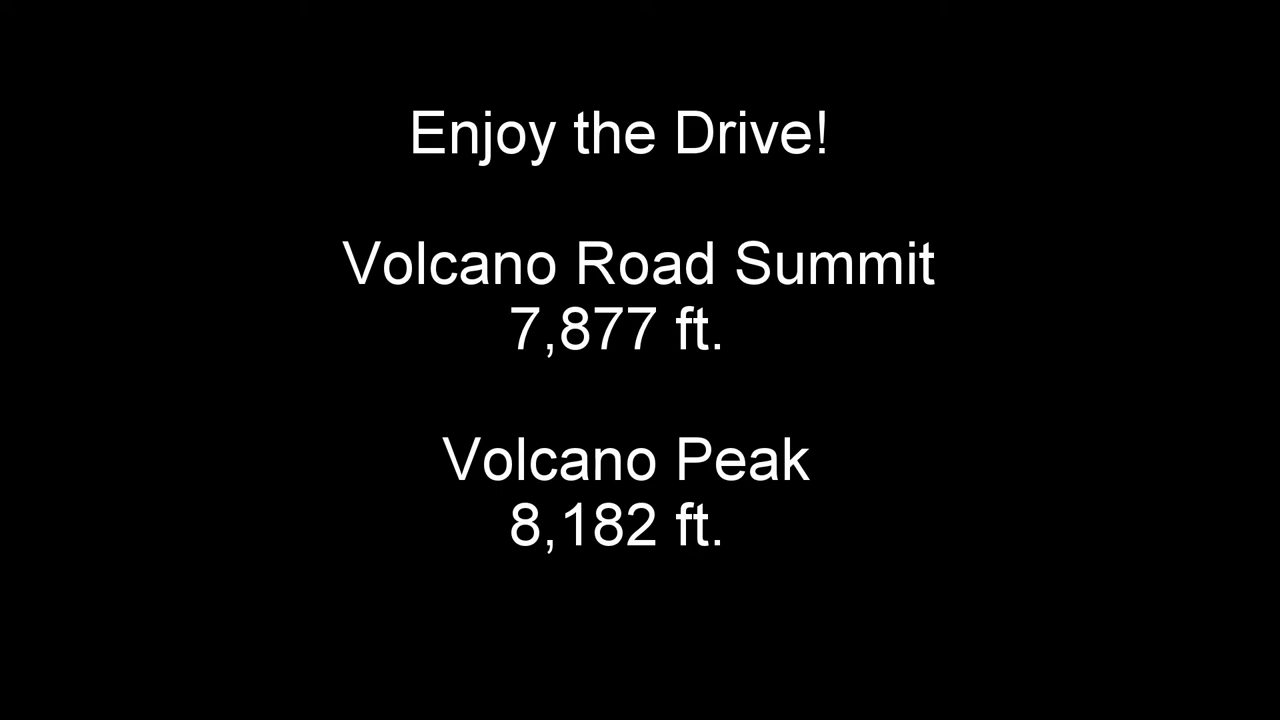 Enjoy the Drive!
Volcano Road Summit
7,877 ft.
Volcano Peak
8,182 ft.